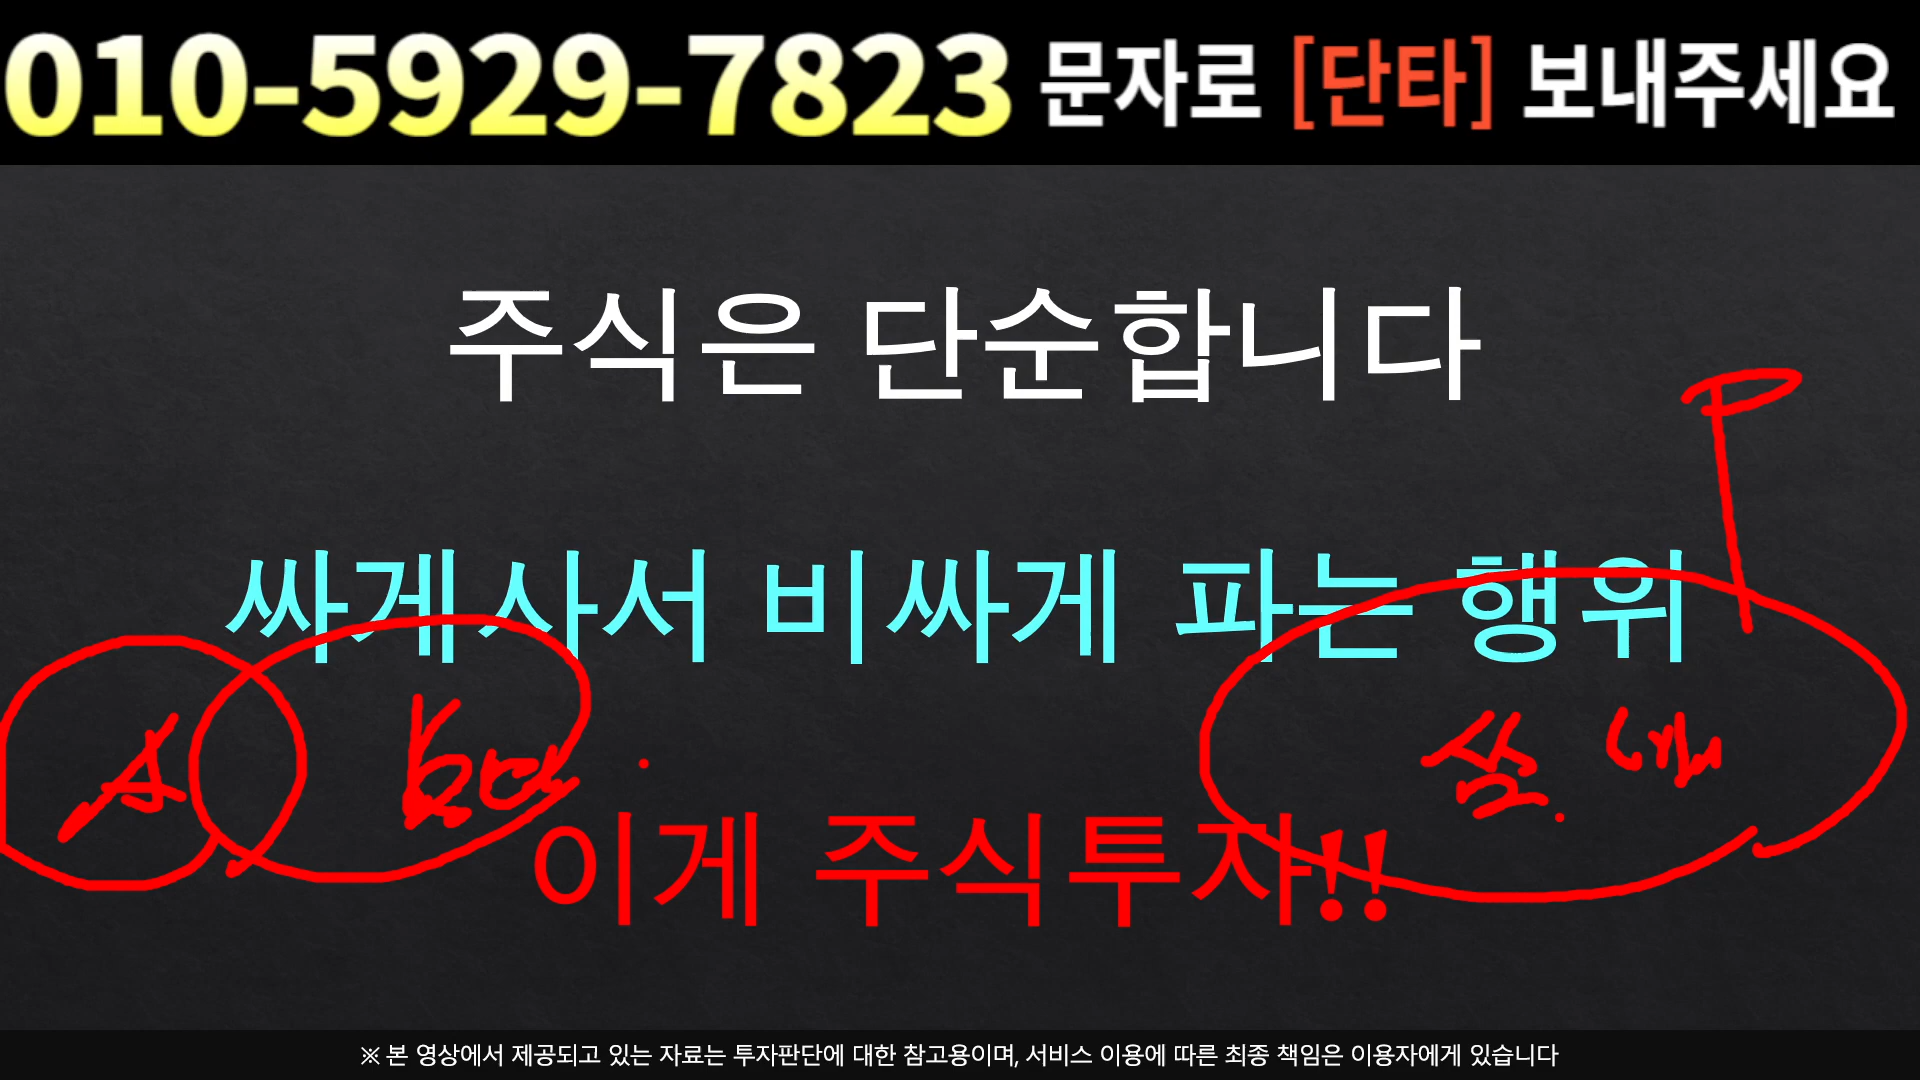 010-5929-7823 문자로 [단타] 보내주세요
주식은 단순합니다
싸게사서 비싸게 파는 행위
이게 주식투자!!
※ 본 영상에서 제공되고 있는 자료는 투자판단에 대한 참고용이며, 서비스 이용에 따른 최종 책임은 이용자에게 있습니다